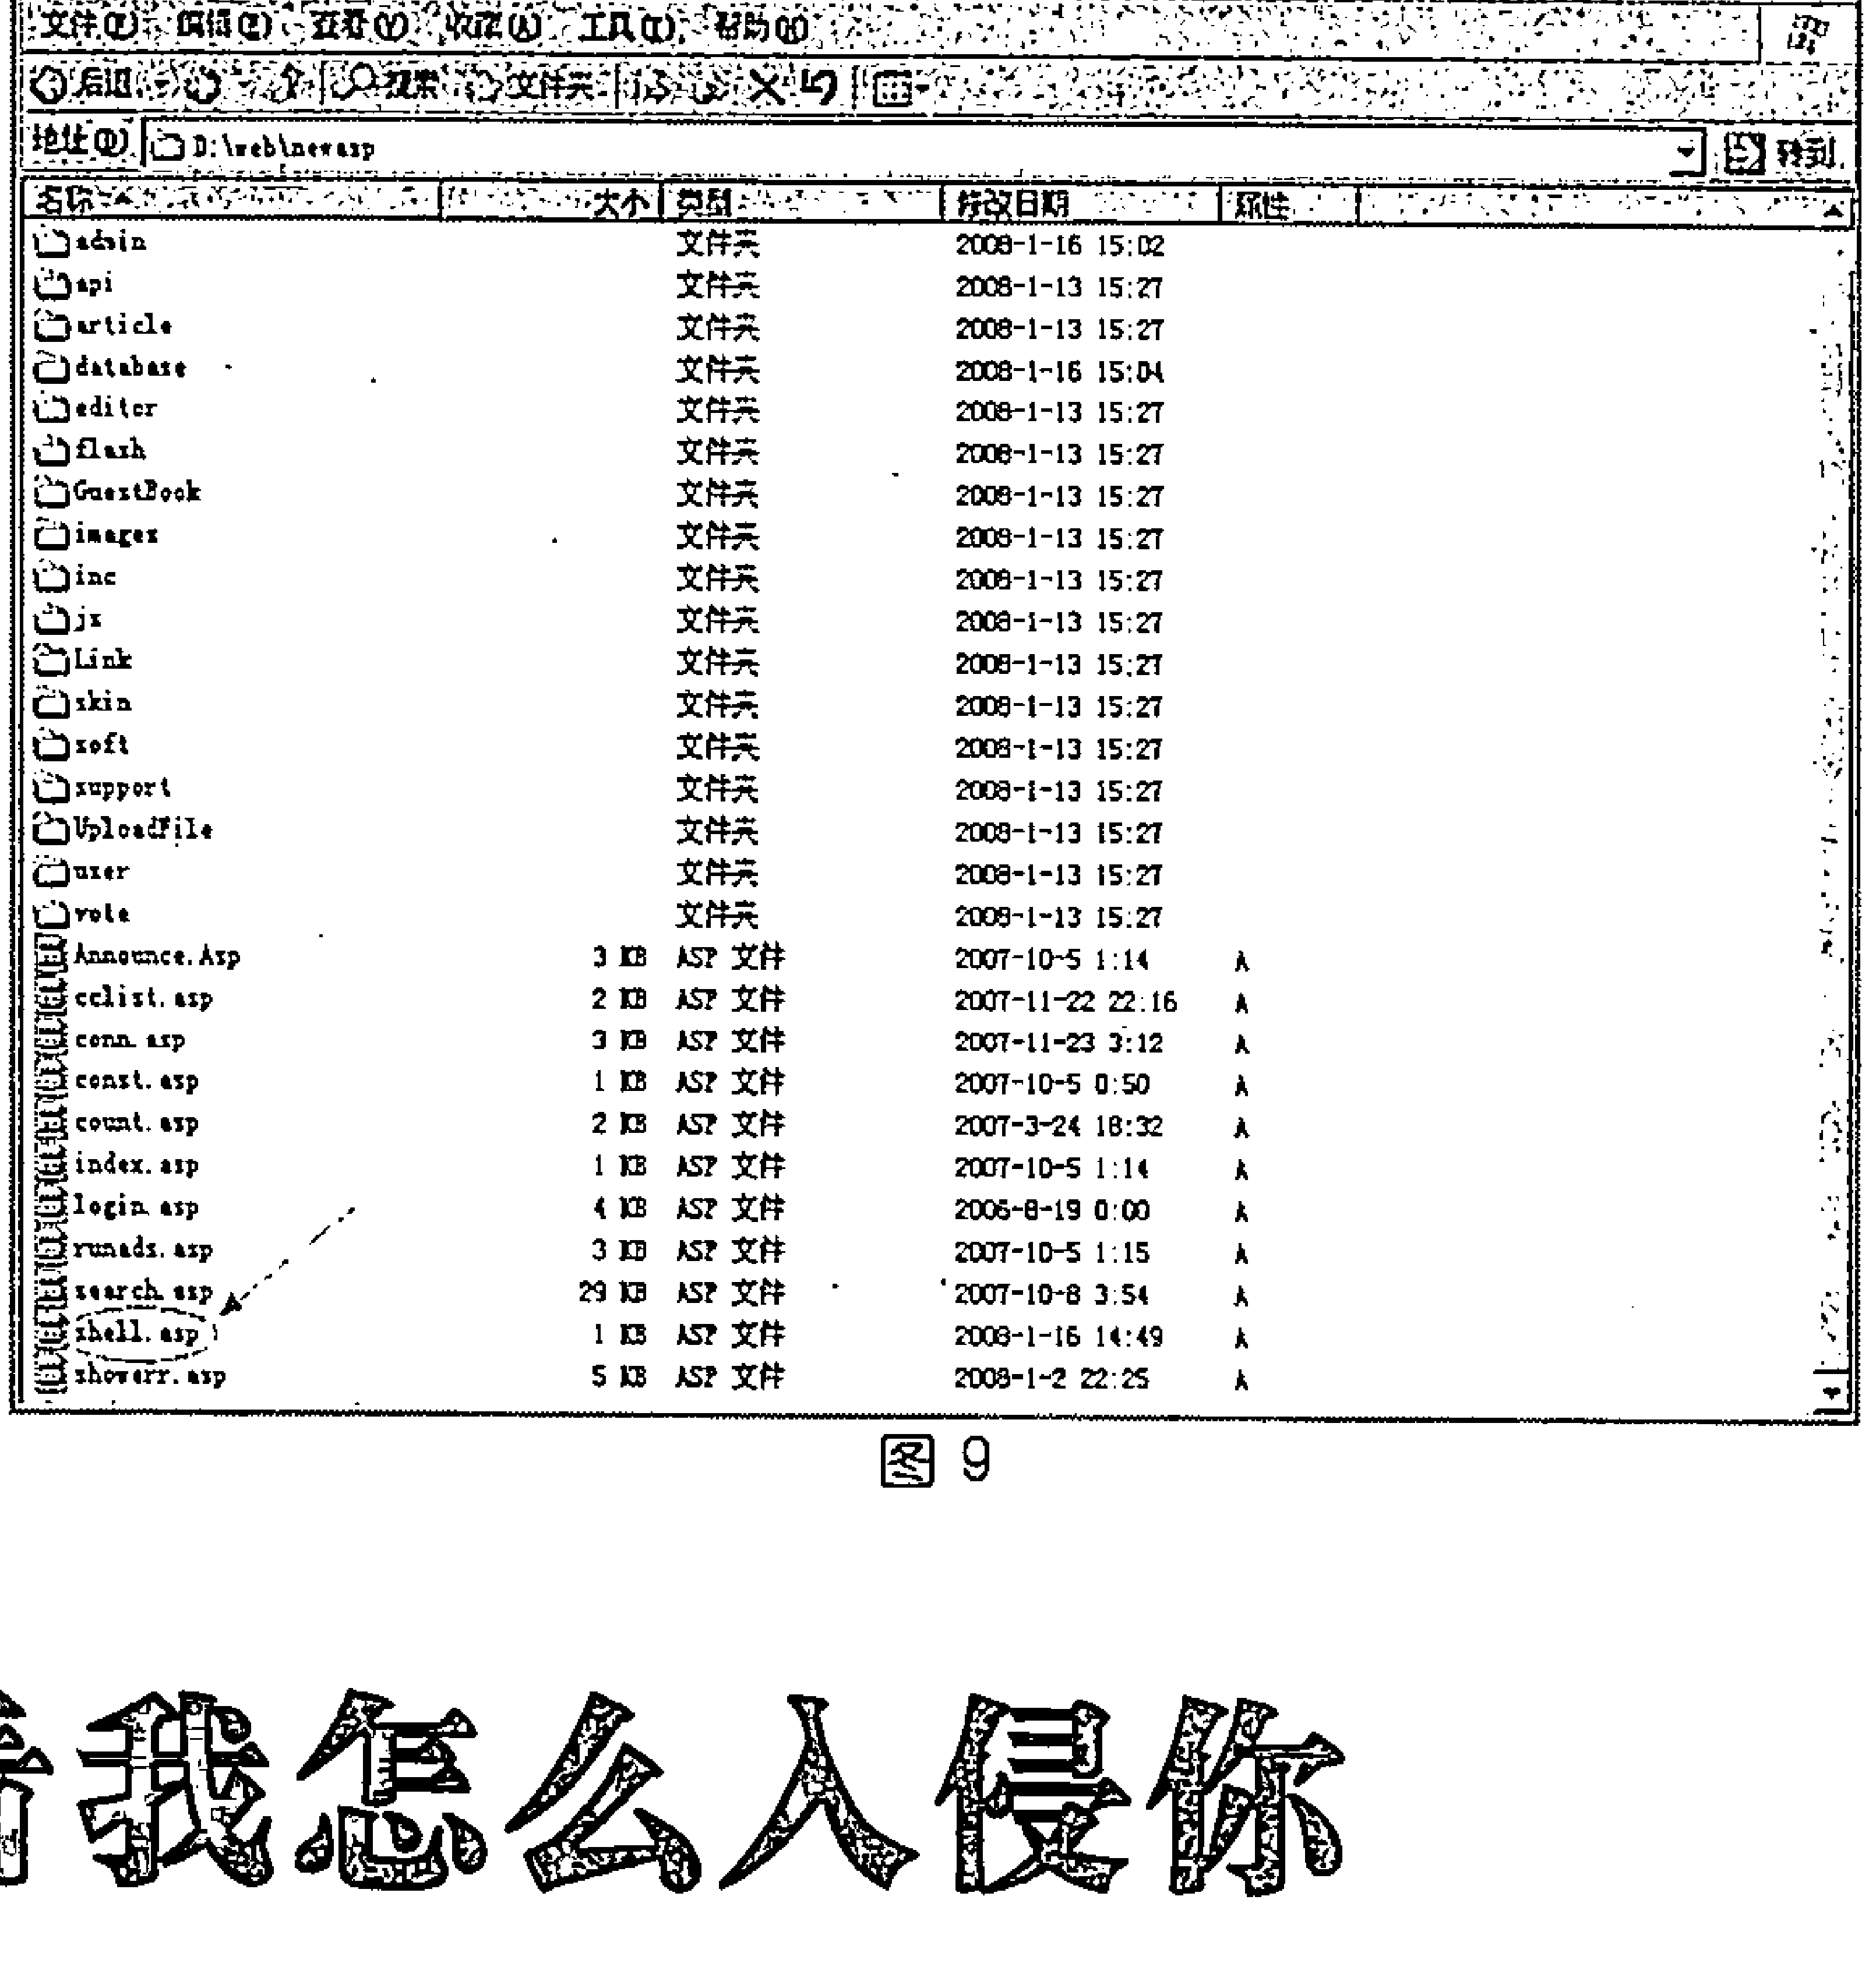 文件(F) 编辑(E) 查看(V) 收藏(A) 工具(T) 帮助(H)
后退 搜索 文件夹
地址(D) D:\web\newasp 转到
名称 大小 类型 修改日期 属性
admin 文件夹 2008-1-16 15:02
api 文件夹 2008-1-13 15:27
article 文件夹 2008-1-13 15:27
database 文件夹 2008-1-16 15:04
editor 文件夹 2008-1-13 15:27
flash 文件夹 2008-1-13 15:27
GuestBook 文件夹 2008-1-13 15:27
images 文件夹 2008-1-13 15:27
inc 文件夹 2008-1-13 15:27
js 文件夹 2008-1-13 15:27
Link 文件夹 2008-1-13 15:27
skin 文件夹 2008-1-13 15:27
soft 文件夹 2008-1-13 15:27
support 文件夹 2008-1-13 15:27
UploadFile 文件夹 2008-1-13 15:27
user 文件夹 2008-1-13 15:27
vote 文件夹 2008-1-13 15:27
Announce.Asp 3 KB ASP 文件 2007-10-5 1:14 A
cclist.asp 2 KB ASP 文件 2007-11-22 22:16 A
conn.asp 3 KB ASP 文件 2007-11-23 3:12 A
const.asp 1 KB ASP 文件 2007-10-5 0:50 A
count.asp 2 KB ASP 文件 2007-3-24 18:32 A
index.asp 1 KB ASP 文件 2007-10-5 1:14 A
login.asp 4 KB ASP 文件 2006-8-19 0:00 A
runads.asp 3 KB ASP 文件 2007-10-5 1:15 A
search.asp 29 KB ASP 文件 2007-10-8 3:54 A
shell.asp 1 KB ASP 文件 2008-1-16 14:49 A
showerr.asp 5 KB ASP 文件 2008-1-2 22:25 A
图 9
我怎么入侵你